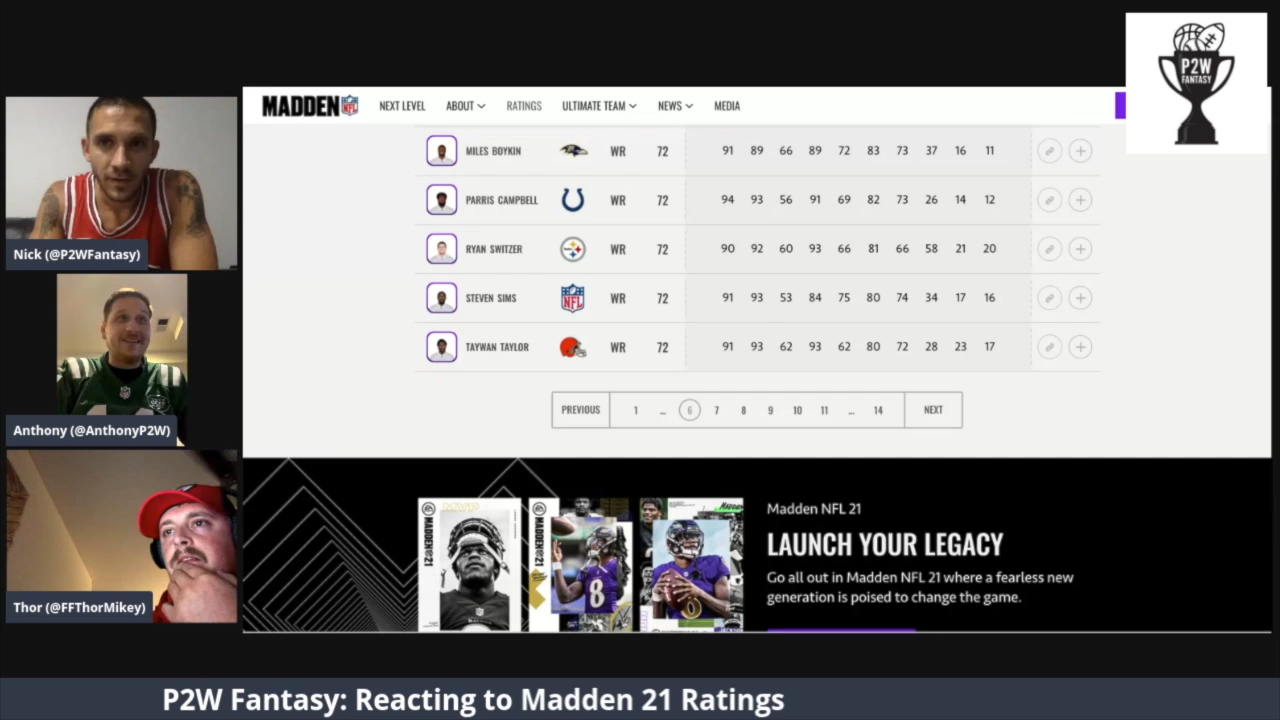 P2W
FANTASY
MADDEN NFL NEXT LEVEL ABOUT RATINGS ULTIMATE TEAM NEWS MEDIA
MILES BOYKIN WR 72 91 89 66 89 72 83 73 37 16 11
PARRIS CAMPBELL WR 72 94 93 56 91 69 82 73 26 14 12
RYAN SWITZER WR 72 90 92 60 93 66 81 66 58 21 20
STEVEN SIMS NFL WR 72 91 93 53 84 75 80 74 34 17 16
TAYWAN TAYLOR WR 72 91 93 62 93 62 80 72 28 23 17
PREVIOUS 1 ... 6 7 8 9 10 11 ... 14 NEXT
Nick (@P2WFantasy)
Anthony (@AnthonyP2W)
Thor (@FFThorMikey)
MADDEN 21
MADDEN 21
8
Madden NFL 21
LAUNCH YOUR LEGACY
Go all out in Madden NFL 21 where a fearless new
generation is poised to change the game.
P2W Fantasy: Reacting to Madden 21 Ratings